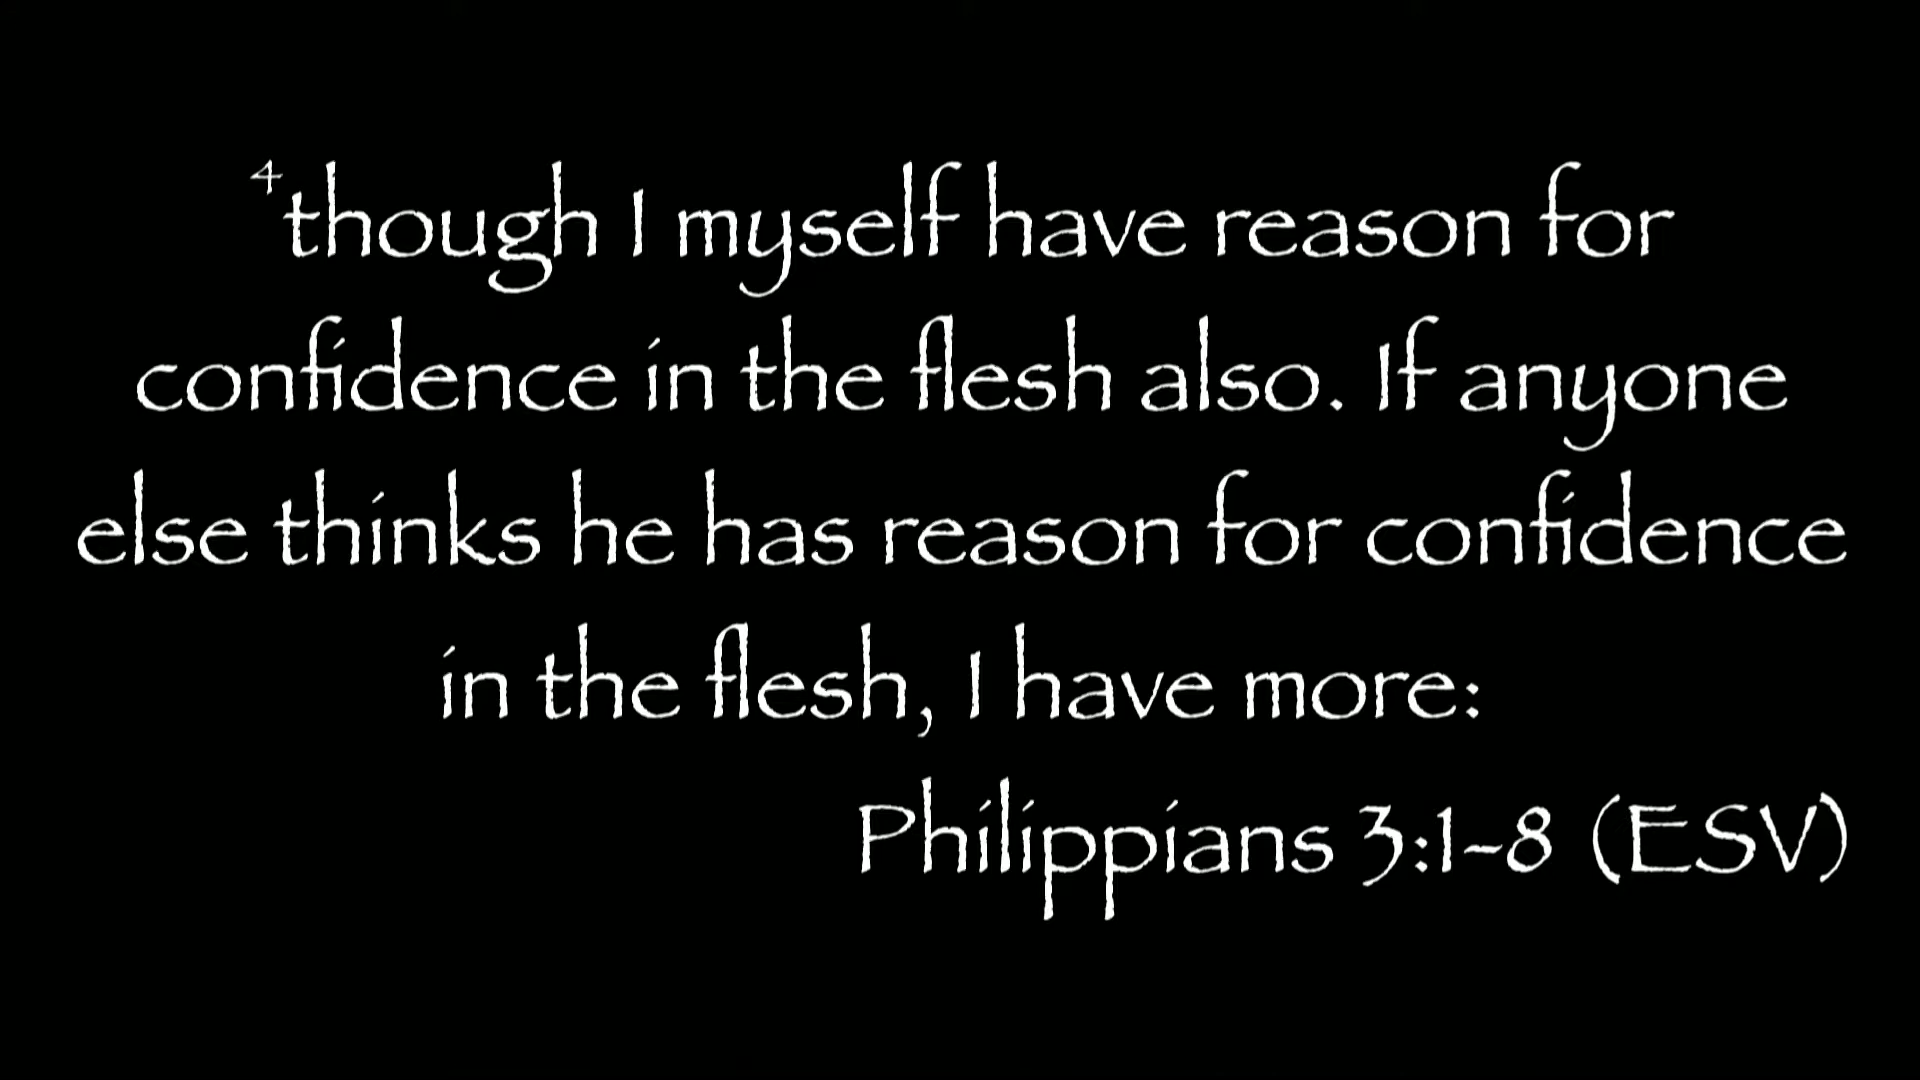 ⁴though I myself have reason for
confidence in the flesh also. If anyone
else thinks he has reason for confidence
in the flesh, I have more:
Philippians 3:1-8 (ESV)